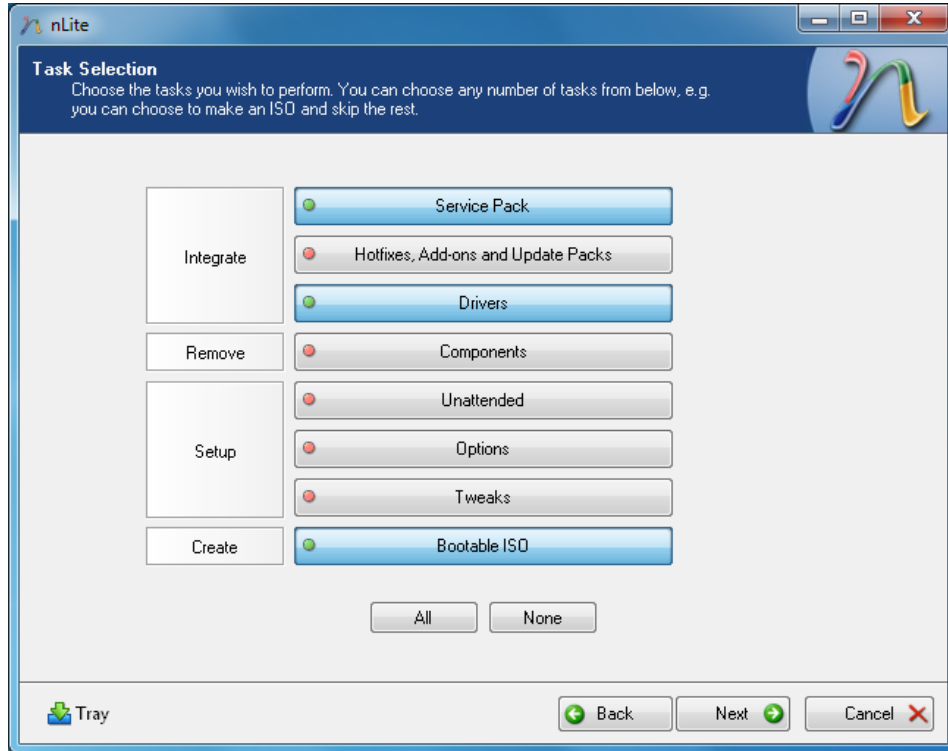 nLite
Task Selection
Choose the tasks you wish to perform. You can choose any number of tasks from below, e.g.
you can choose to make an ISO and skip the rest.
Integrate
Service Pack
Hotfixes, Add-ons and Update Packs
Drivers
Remove
Components
Setup
Unattended
Options
Tweaks
Create
Bootable ISO
All
None
Tray
Back
Next
Cancel